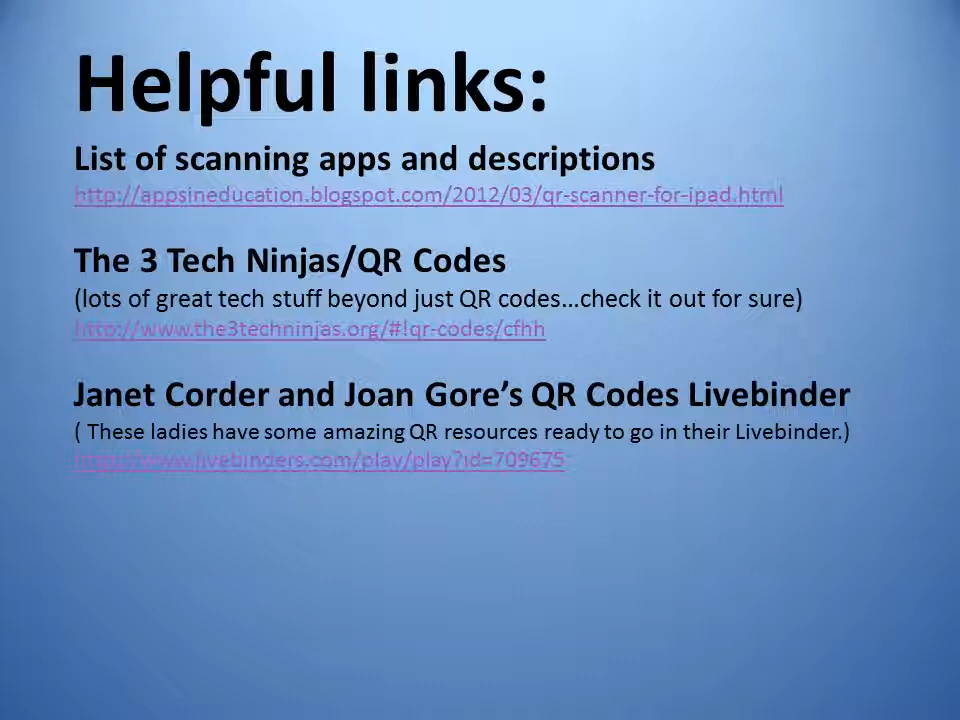 Helpful links:
List of scanning apps and descriptions
http://appsineducation.blogspot.com/2012/03/qr-scanner-for-ipad.html
The 3 Tech Ninjas/QR Codes
(lots of great tech stuff beyond just QR codes…check it out for sure)
http://www.the3techninjas.org/#!qr-codes/cfhh
Janet Corder and Joan Gore’s QR Codes Livebinder
( These ladies have some amazing QR resources ready to go in their Livebinder.)
http://www.livebinders.com/play/play?id=709675